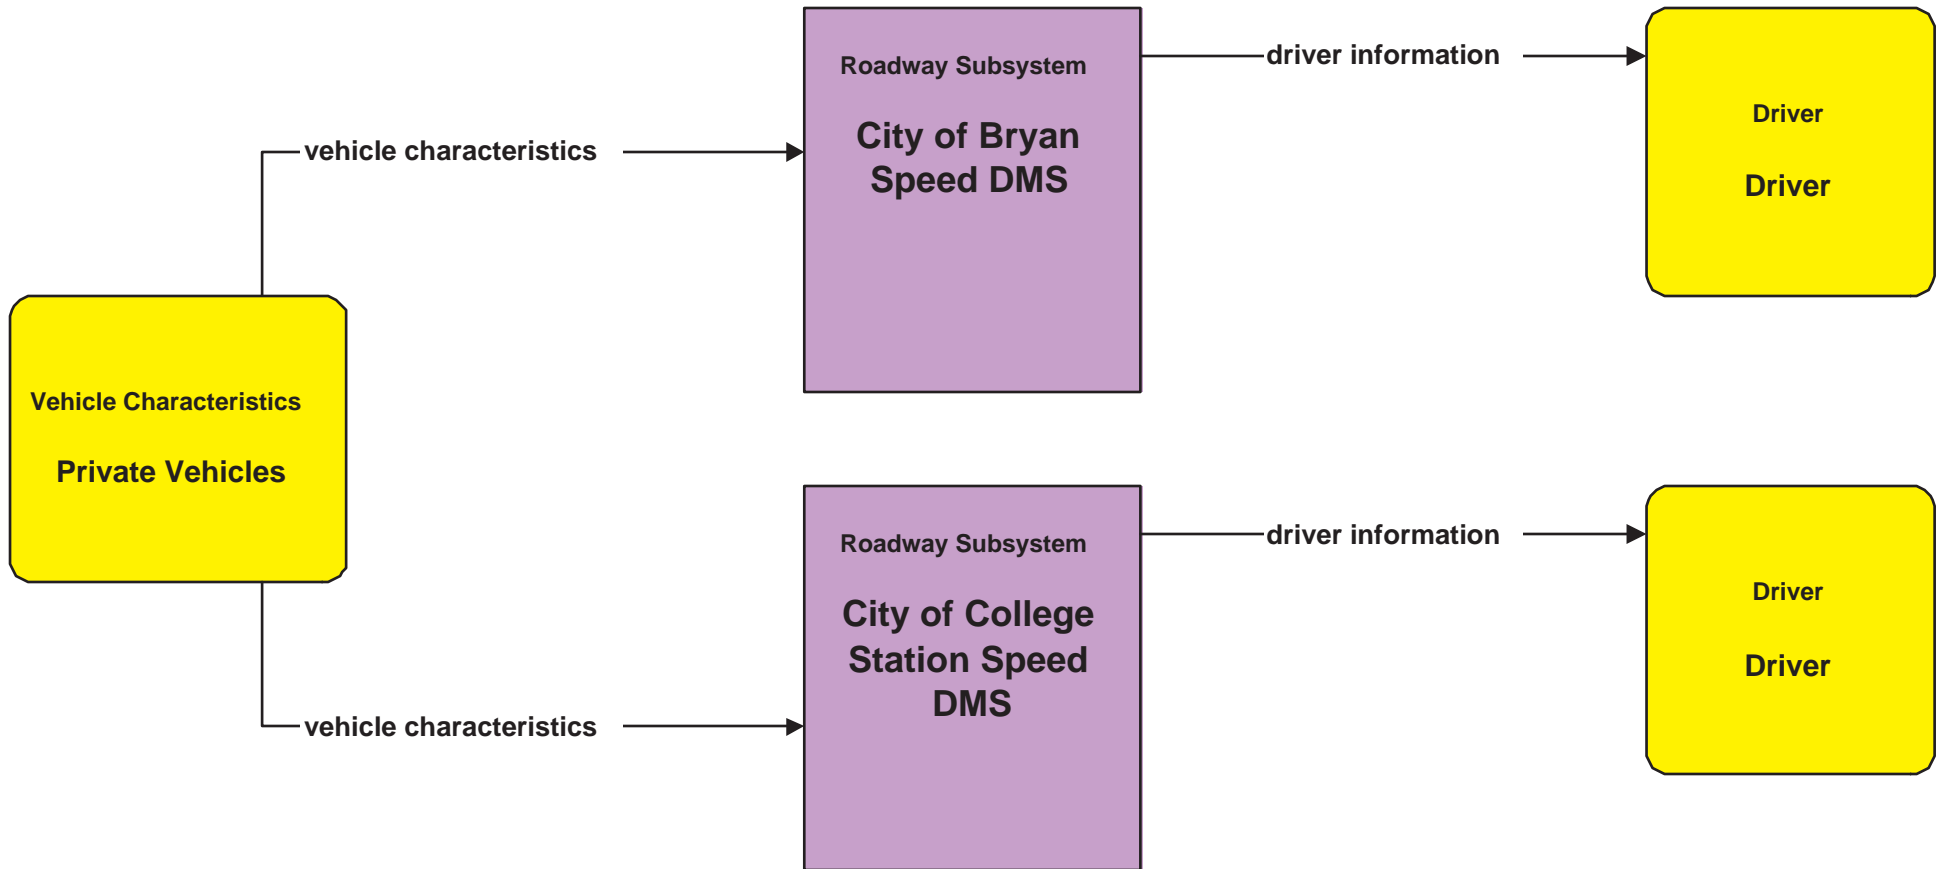 Roadway Subsystem
City of Bryan
Speed DMS
driver information
Driver
Driver
vehicle characteristics
Vehicle Characteristics
Private Vehicles
Roadway Subsystem
City of College
Station Speed
DMS
driver information
Driver
Driver
vehicle characteristics